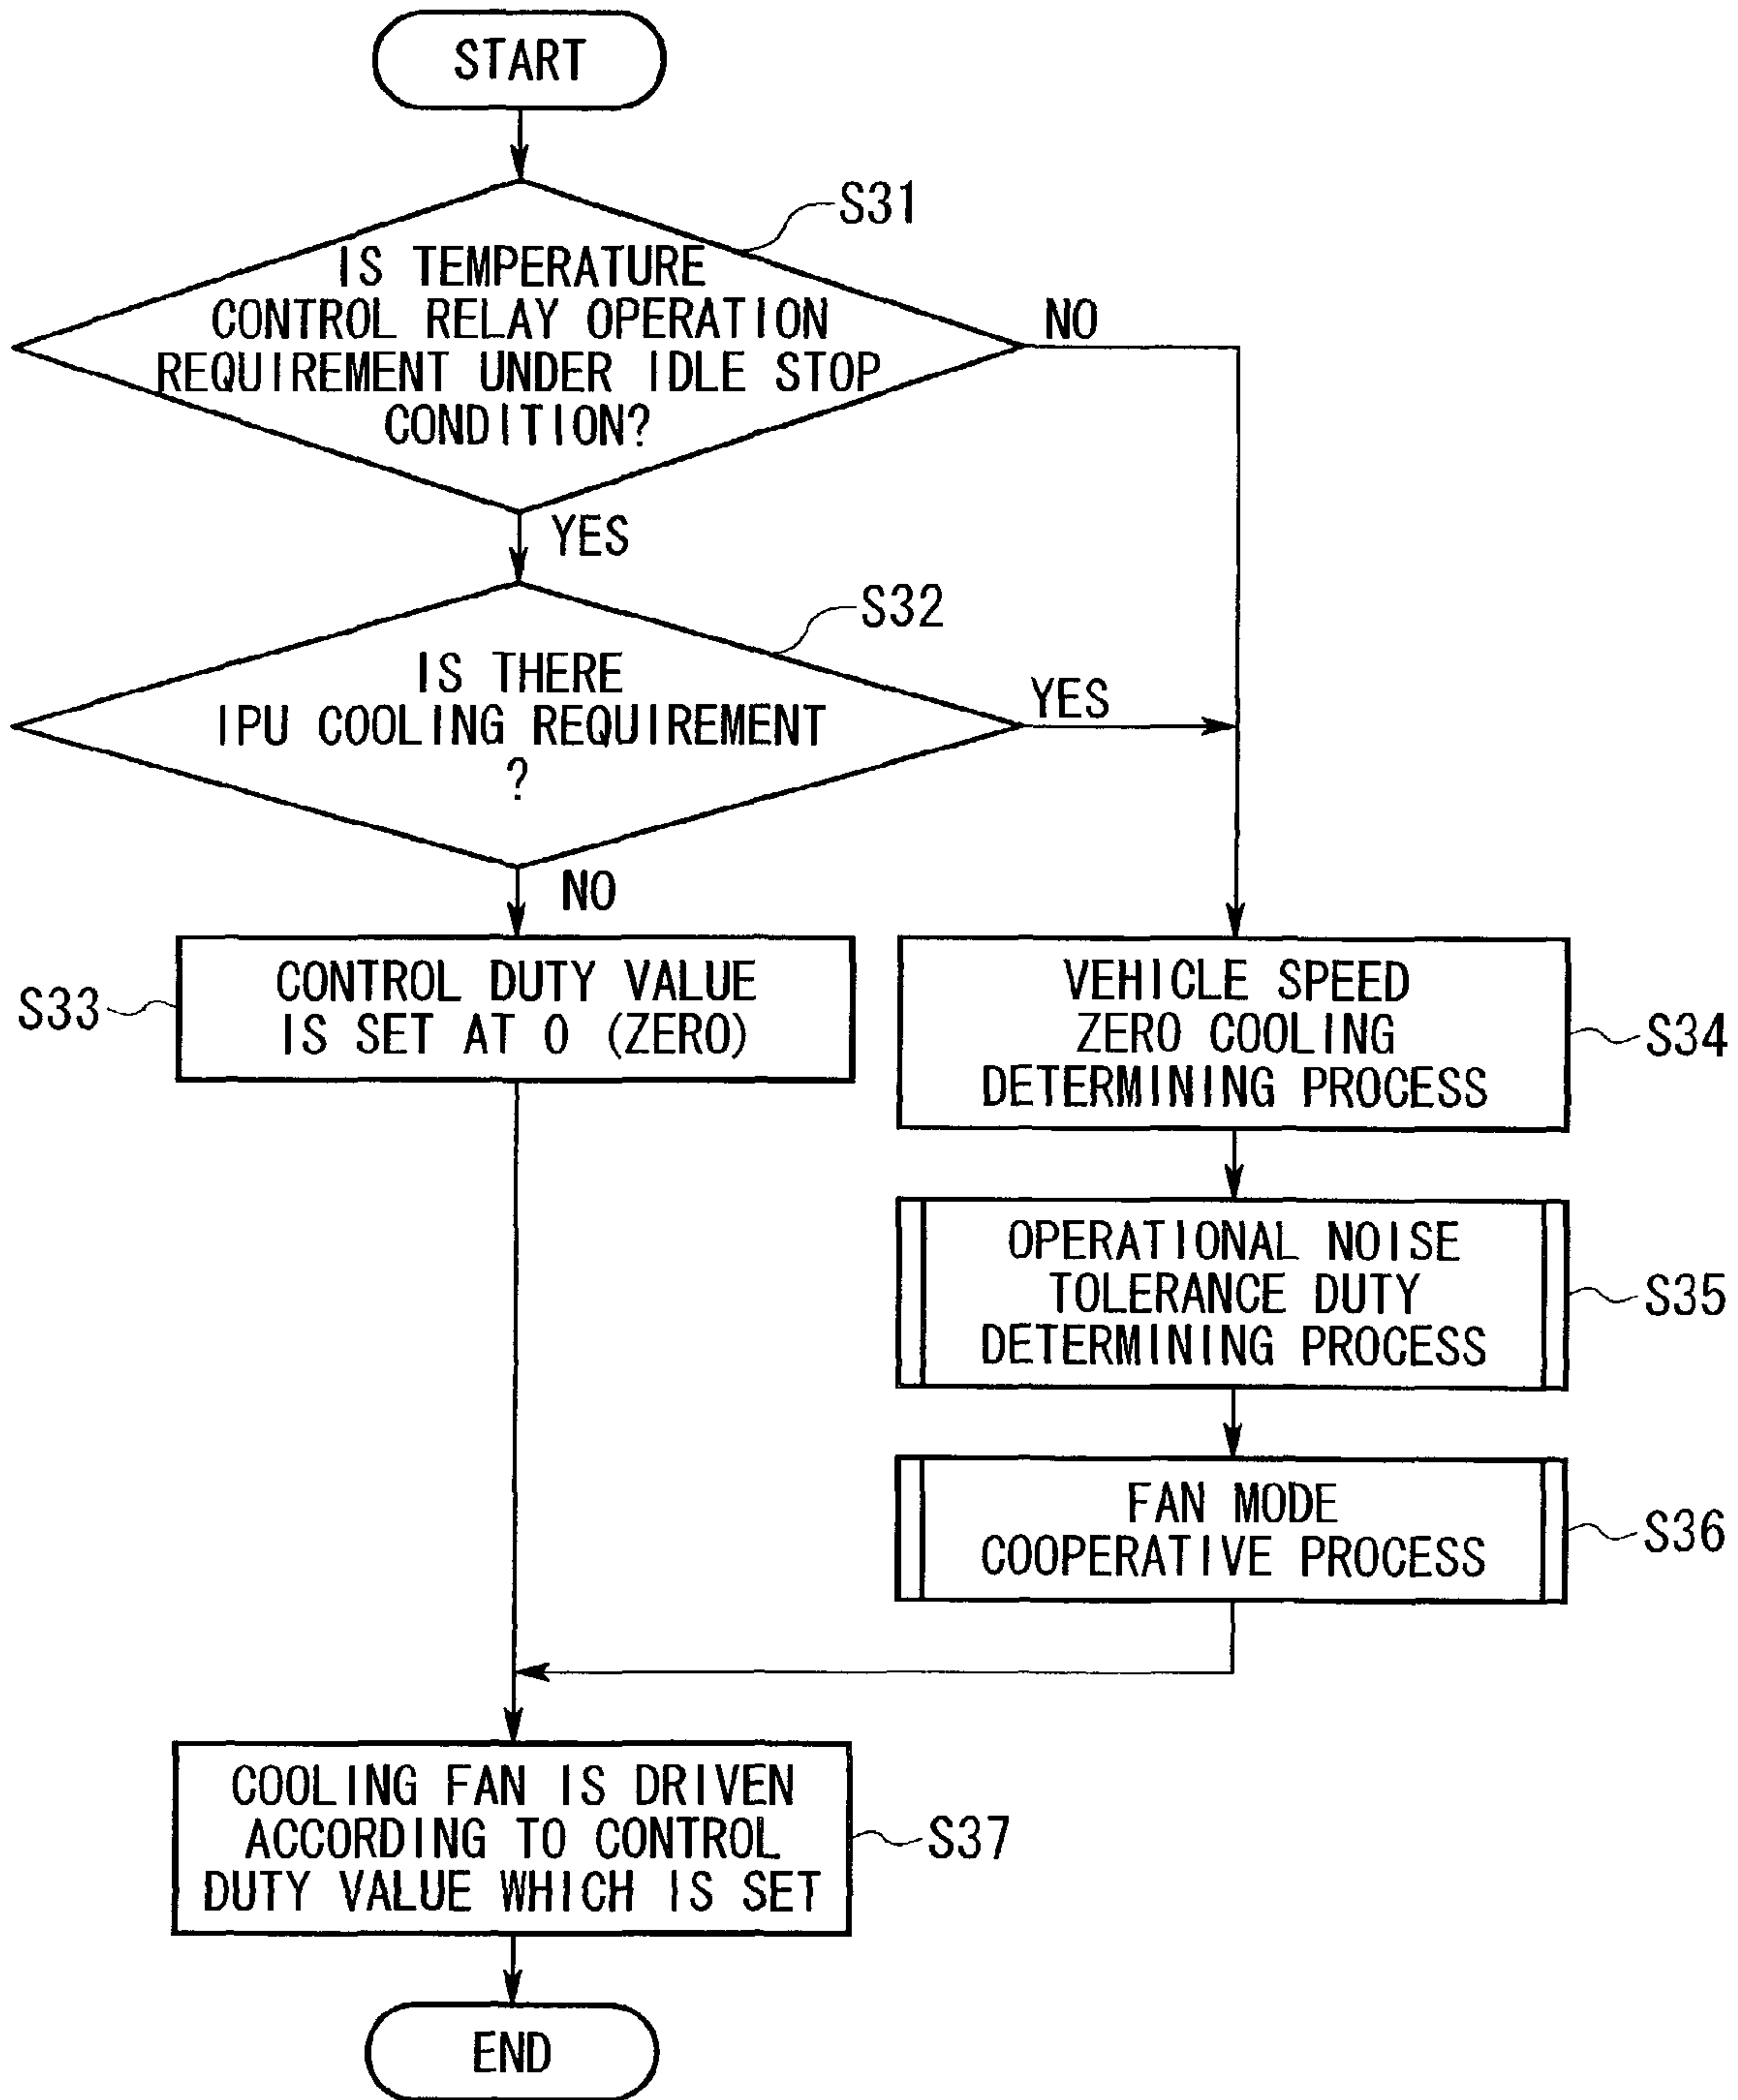 START
S31
IS TEMPERATURE
CONTROL RELAY OPERATION
REQUIREMENT UNDER IDLE STOP
CONDITION?
NO
YES
S32
IS THERE
IPU COOLING REQUIREMENT
?
YES
NO
S33
CONTROL DUTY VALUE
IS SET AT 0 (ZERO)
VEHICLE SPEED
ZERO COOLING
DETERMINING PROCESS
S34
OPERATIONAL NOISE
TOLERANCE DUTY
DETERMINING PROCESS
S35
FAN MODE
COOPERATIVE PROCESS
S36
COOLING FAN IS DRIVEN
ACCORDING TO CONTROL
DUTY VALUE WHICH IS SET
S37
END